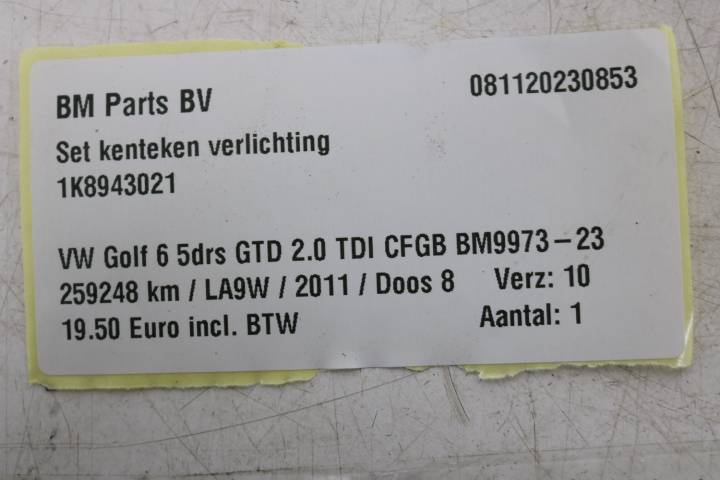 BM Parts BV 081120230853
Set kenteken verlichting
1K8943021
VW Golf 6 5drs GTD 2.0 TDI CFGB BM9973-23
259248 km / LA9W / 2011 / Doos 8 Verz: 10
19.50 Euro incl. BTW Aantal: 1